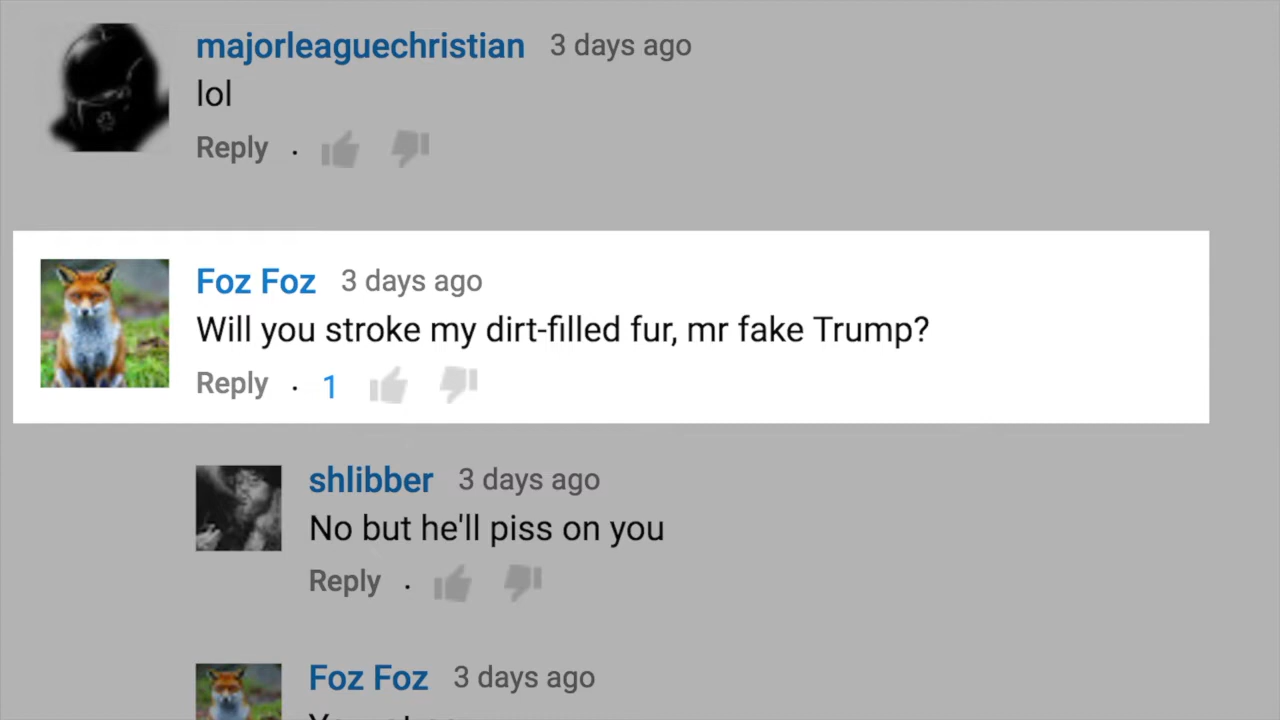 majorleaguechristian 3 days ago
lol
Reply .
Foz Foz 3 days ago
Will you stroke my dirt-filled fur, mr fake Trump?
Reply . 1
shlibber 3 days ago
No but he'll piss on you
Reply .
Foz Foz 3 days ago